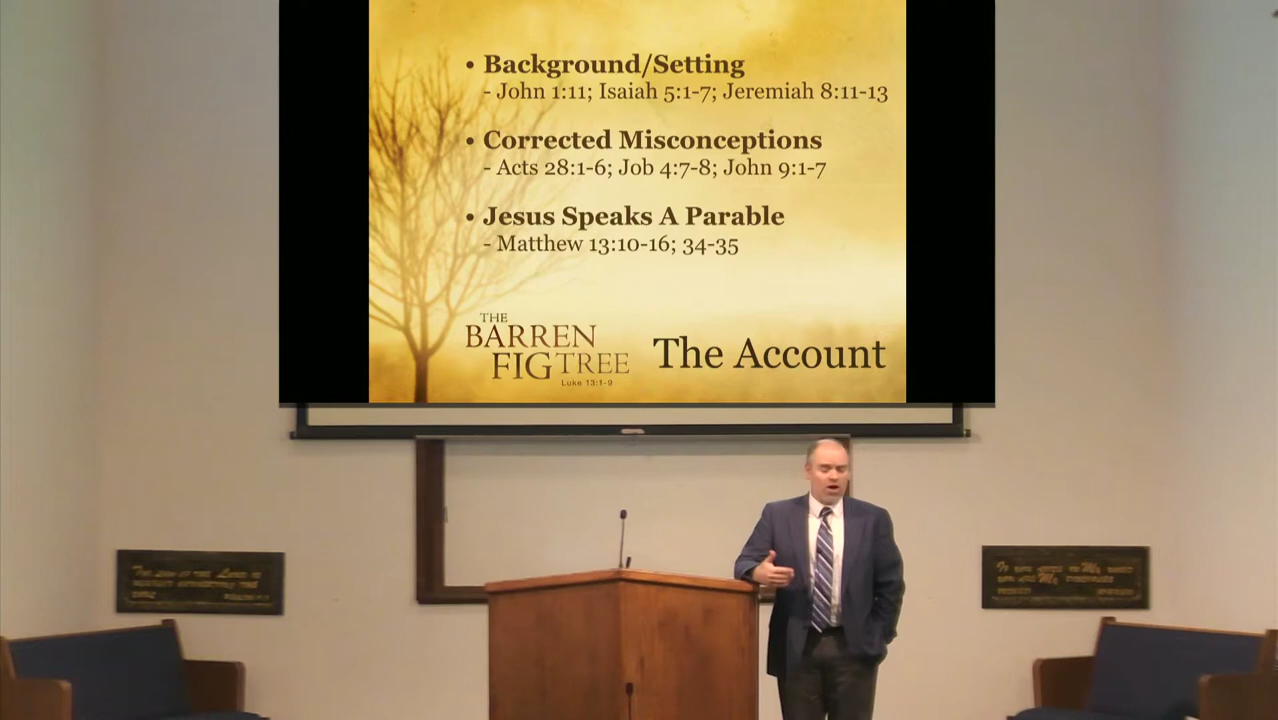 • Background/Setting
- John 1:11; Isaiah 5:1-7; Jeremiah 8:11-13
• Corrected Misconceptions
- Acts 28:1-6; Job 4:7-8; John 9:1-7
• Jesus Speaks A Parable
- Matthew 13:10-16; 34-35
THE
BARREN
FIG TREE
Luke 13:1-9
The Account